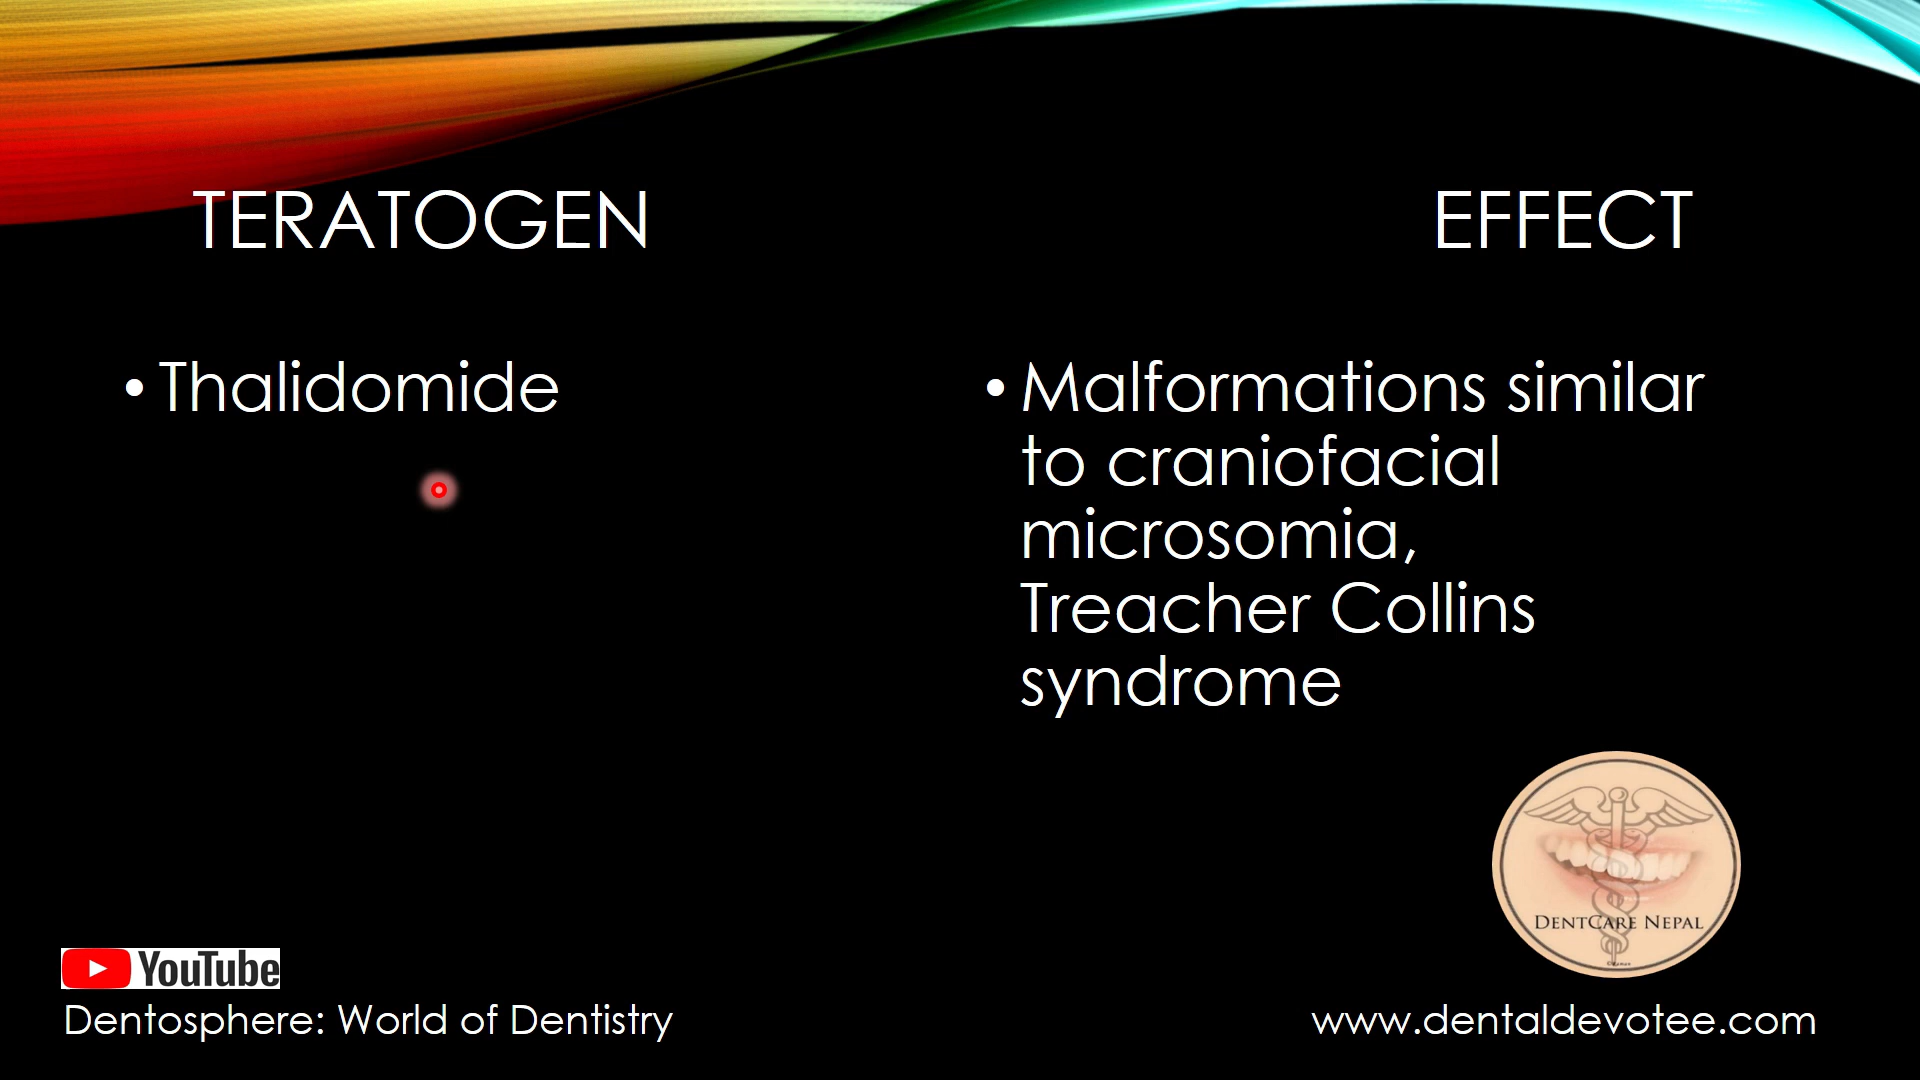 TERATOGEN
EFFECT
• Thalidomide
• Malformations similar
to craniofacial
microsomia,
Treacher Collins
syndrome
DENTCARE NEPAL
YouTube
Dentosphere: World of Dentistry
www.dentaldevotee.com